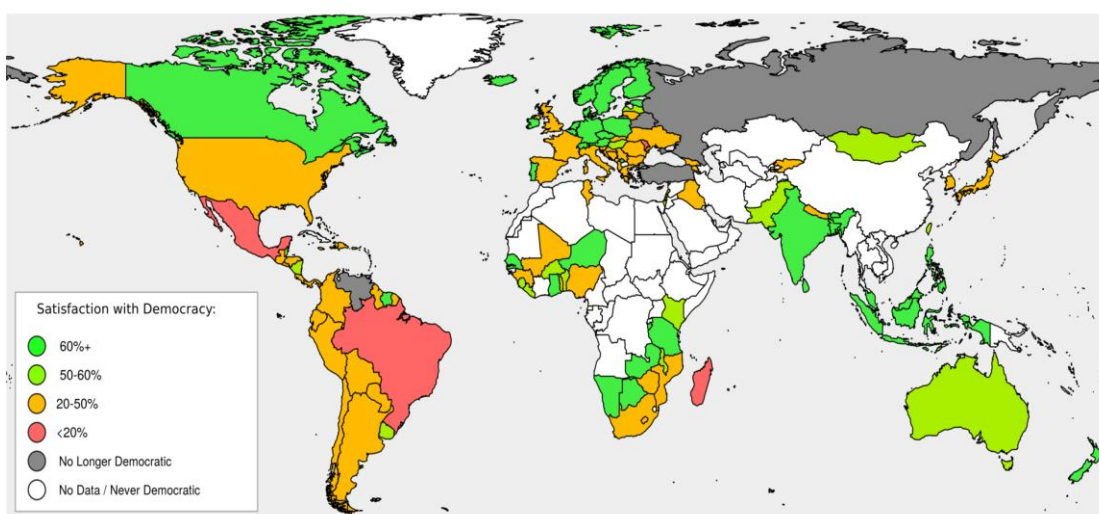 Satisfaction with Democracy:
60%+
50-60%
20-50%
<20%
No Longer Democratic
No Data / Never Democratic